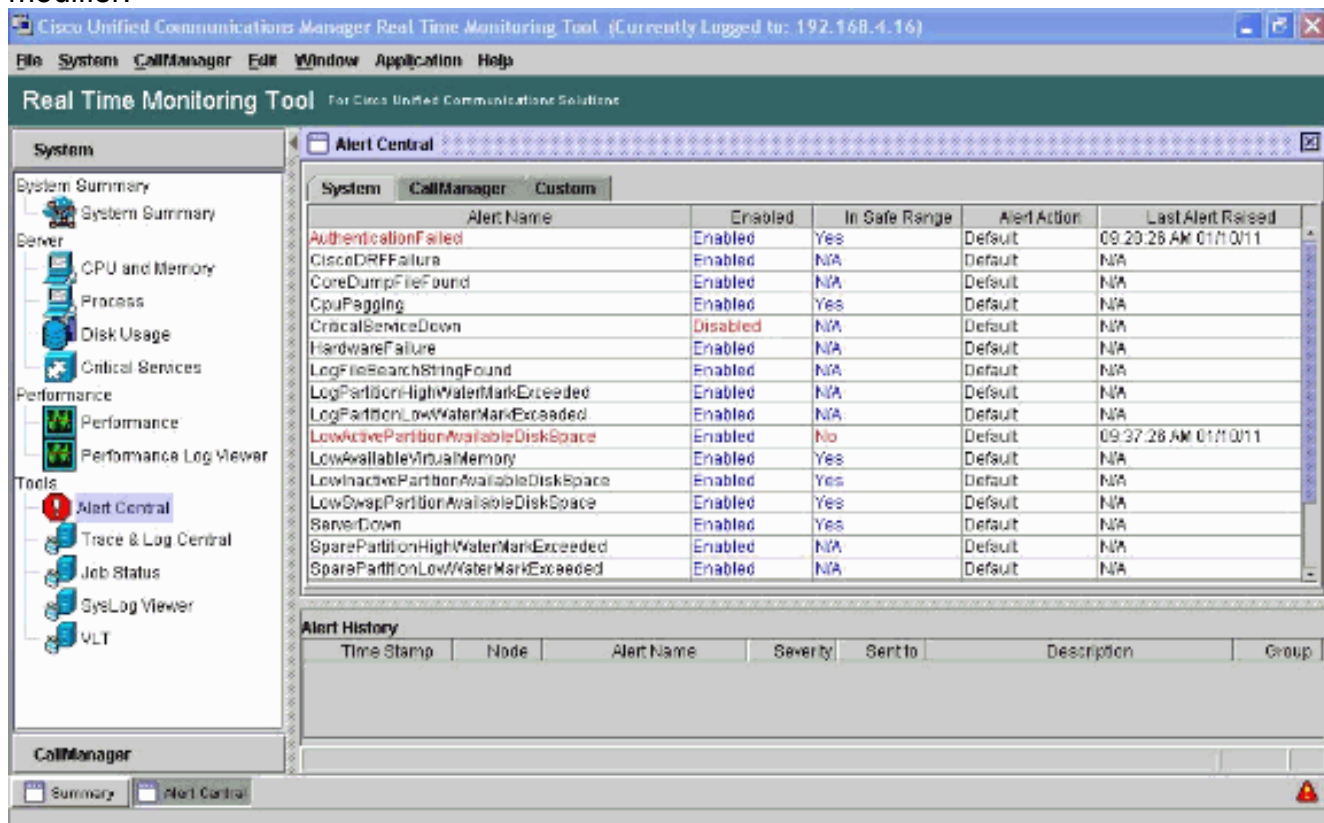 modifier.
Cisco Unified Communications Manager Real Time Monitoring Tool (Currently Logged to: 192.168.4.16)
File System CallManager Edit Window Application Help
Real Time Monitoring Tool For Cisco Unified Communications Solutions
System
System Summary
System Summary
Server
CPU and Memory
Process
Disk Usage
Critical Services
Performance
Performance
Performance Log Viewer
Tools
Alert Central
Trace & Log Central
Job Status
SysLog Viewer
VLT
CallManager
Alert Central
System CallManager Custom
Alert Name Enabled In Safe Range Alert Action Last Alert Raised
AuthenticationFailed Enabled Yes Default 09:28:26 AM 01/10/11
CiscoDRFFailure Enabled N/A Default N/A
CoreDumpFileFound Enabled N/A Default N/A
CpuPegging Enabled Yes Default N/A
CriticalServiceDown Disabled N/A Default N/A
HardwareFailure Enabled N/A Default N/A
LogFileSearchStringFound Enabled N/A Default N/A
LogPartitionHighWaterMarkExceeded Enabled N/A Default N/A
LogPartitionLowWaterMarkExceeded Enabled N/A Default N/A
LowActivePartitionAvailableDiskSpace Enabled No Default 09:37:26 AM 01/10/11
LowAvailableVirtualMemory Enabled Yes Default N/A
LowInactivePartitionAvailableDiskSpace Enabled Yes Default N/A
LowSwapPartitionAvailableDiskSpace Enabled Yes Default N/A
ServerDown Enabled Yes Default N/A
SparePartitionHighWaterMarkExceeded Enabled N/A Default N/A
SparePartitionLowWaterMarkExceeded Enabled N/A Default N/A
Alert History
Time Stamp Node Alert Name Severity Sent to Description Group
Summary Alert Central